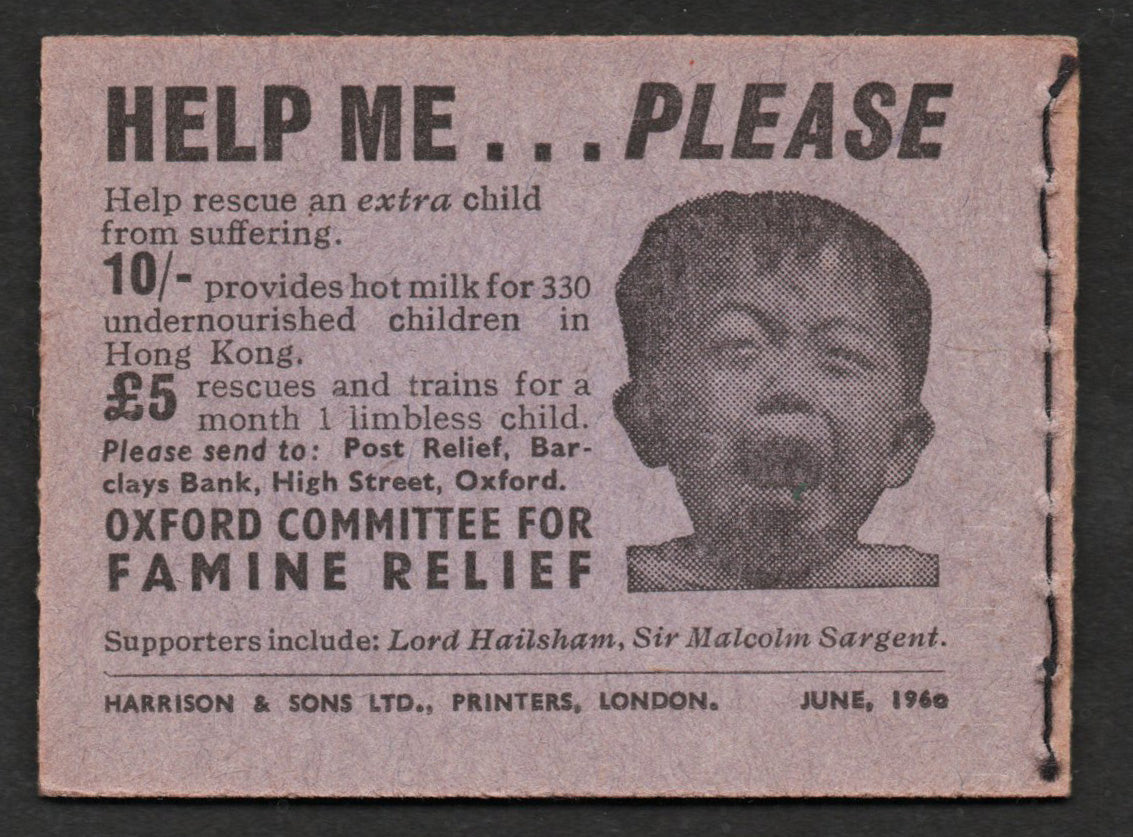 HELP ME . . . PLEASE
Help rescue an extra child
from suffering.
10/- provides hot milk for 330
undernourished children in
Hong Kong.
£5 rescues and trains for a
month 1 limbless child.
Please send to: Post Relief, Bar-
clays Bank, High Street, Oxford.
OXFORD COMMITTEE FOR
FAMINE RELIEF
Supporters include: Lord Hailsham, Sir Malcolm Sargent.
HARRISON & SONS LTD., PRINTERS, LONDON. JUNE, 1960